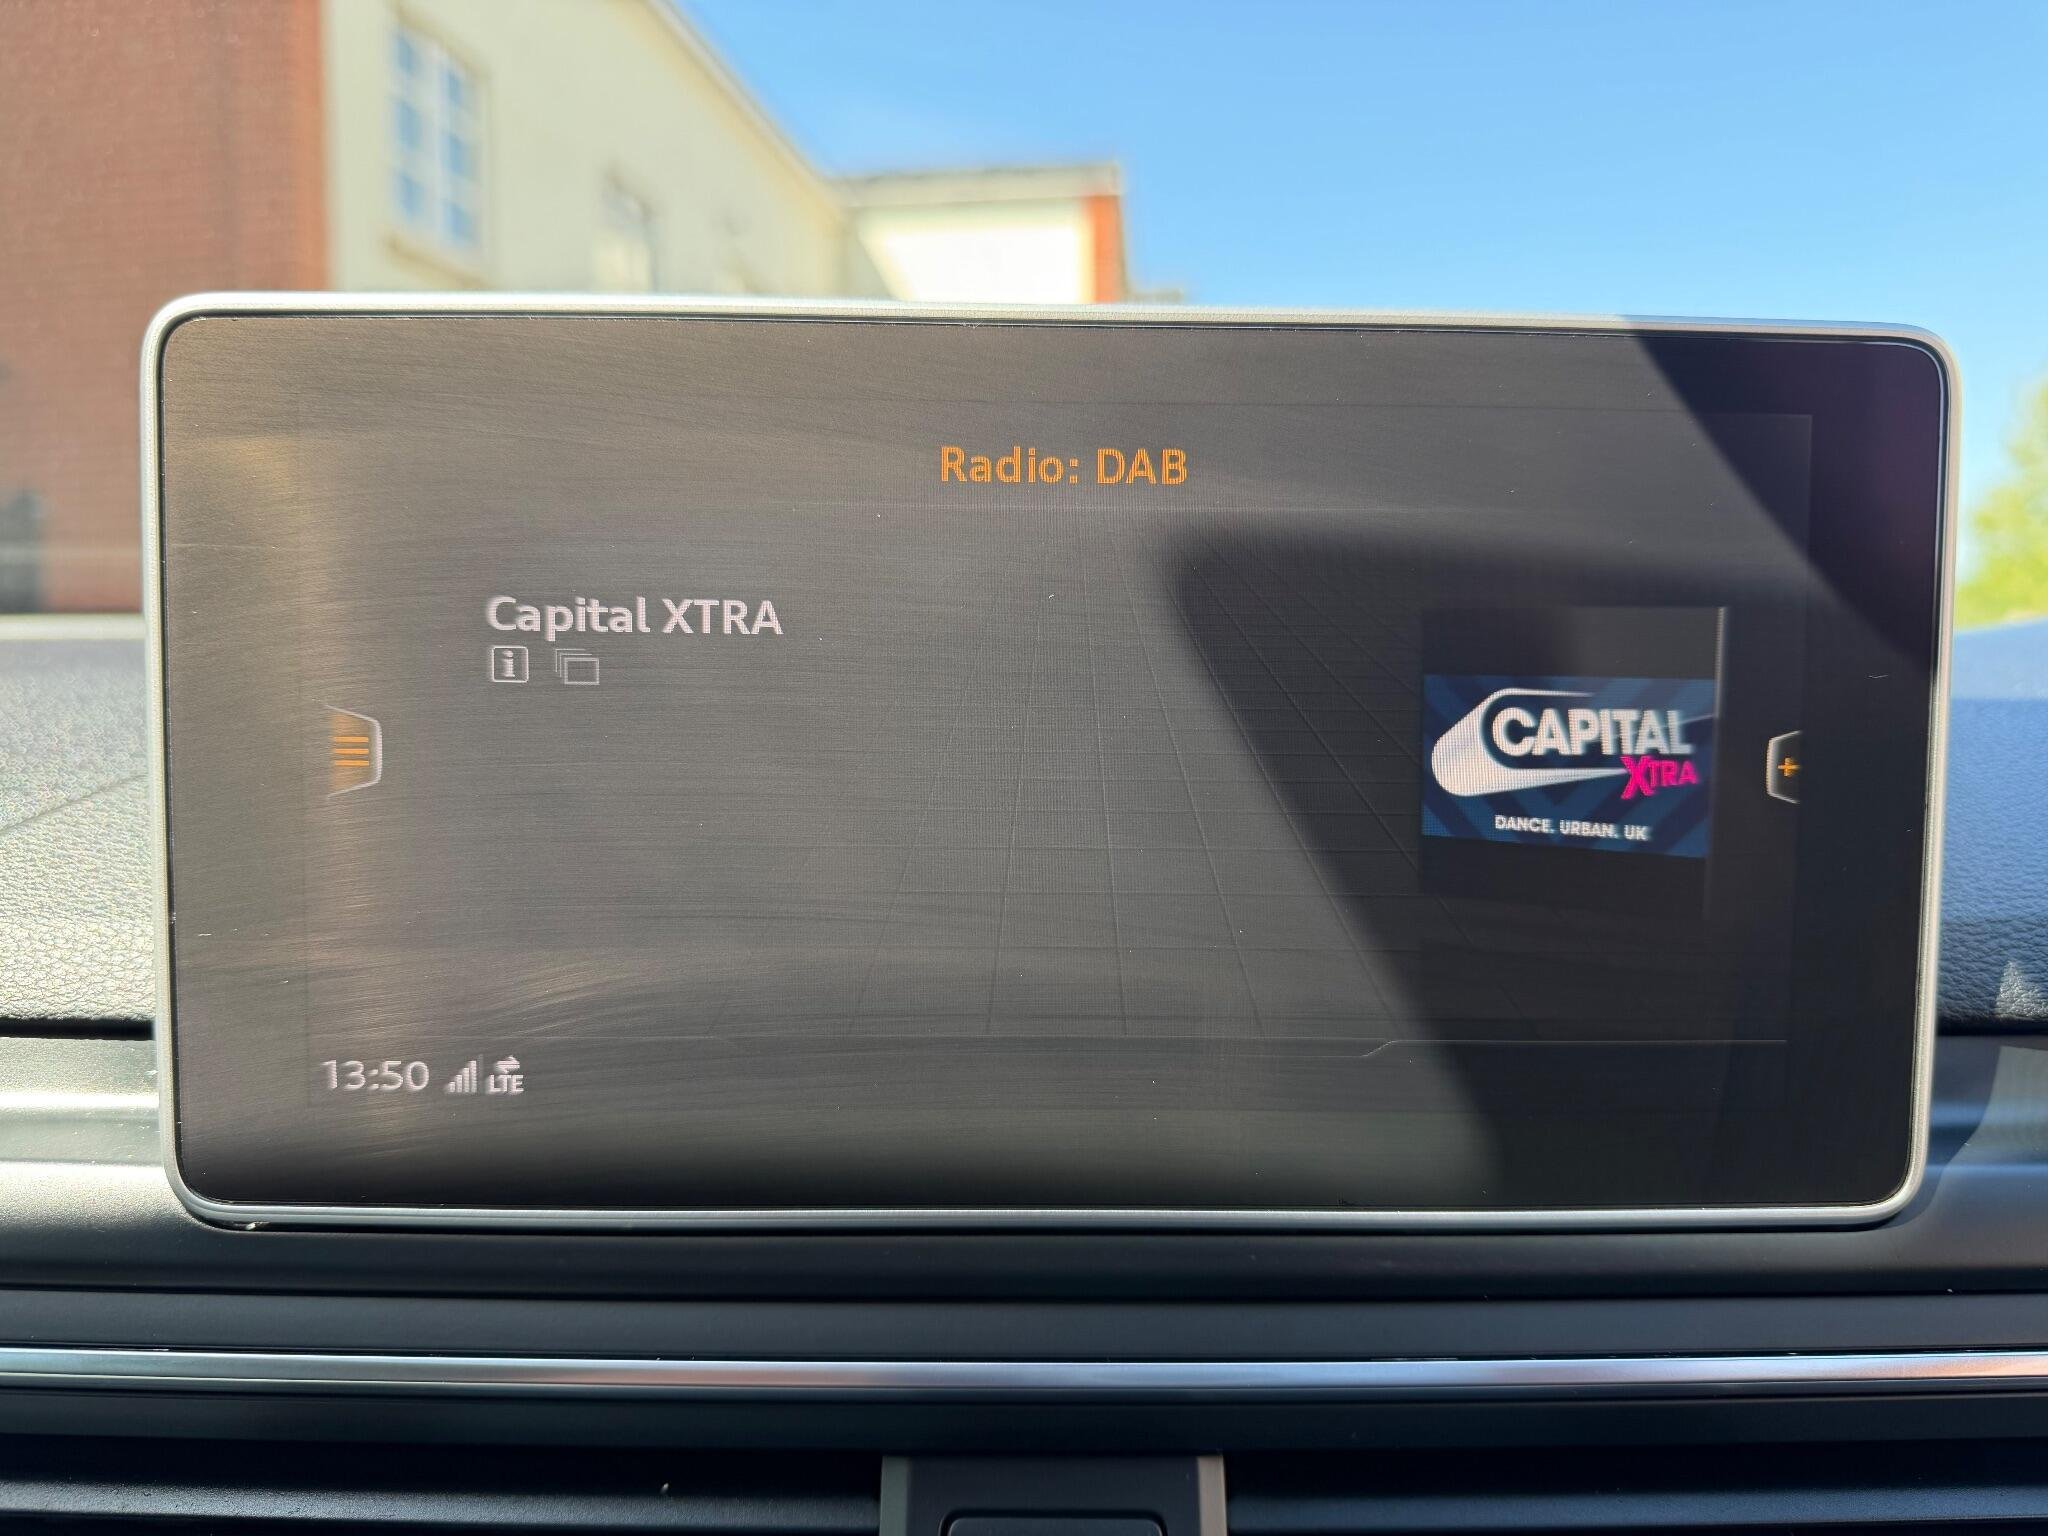 Radio: DAB
Capital XTRA
i
CAPITAL
XTRA
DANCE. URBAN. UK
13:50 LTE